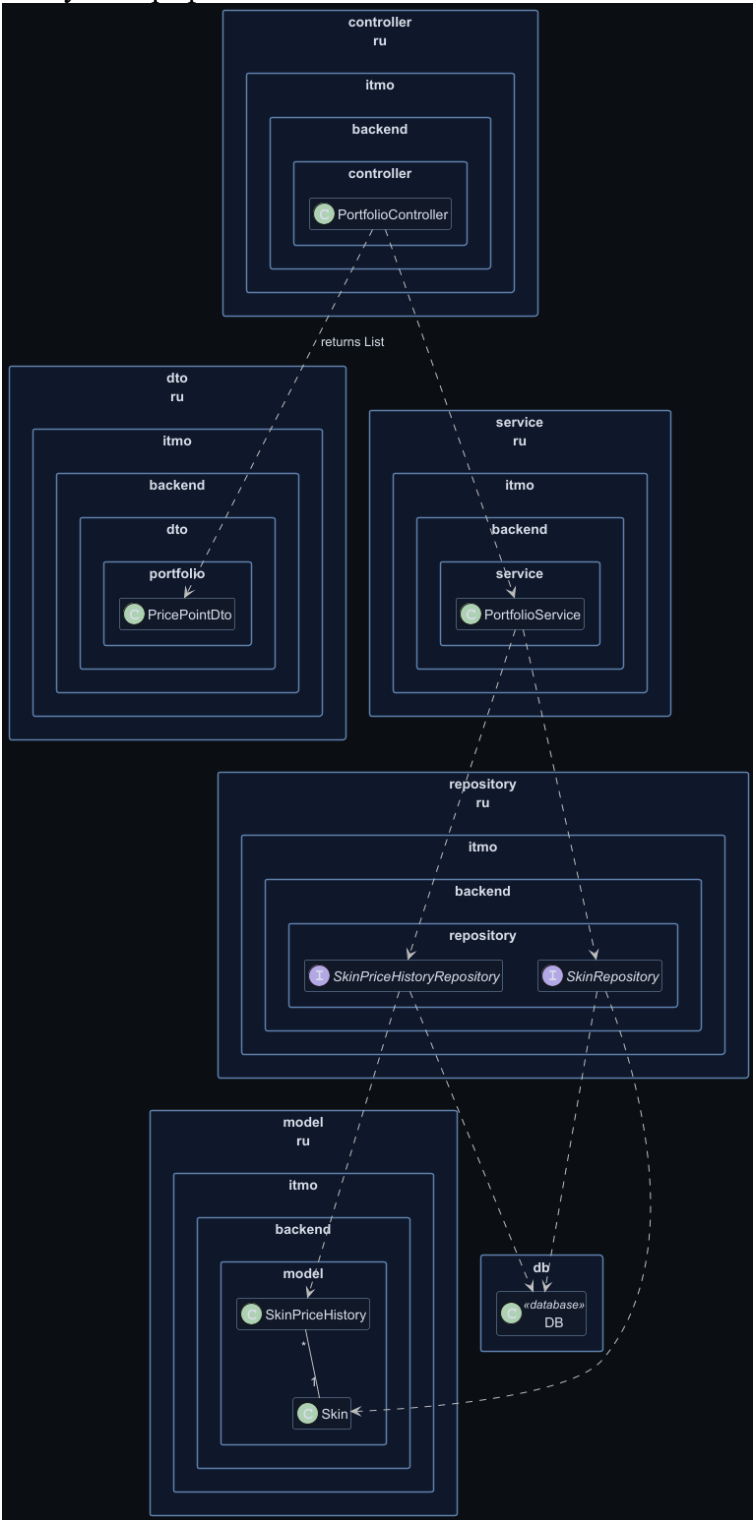 controller
ru
itmo
backend
controller
C PortfolioController
returns List
dto
ru
itmo
backend
dto
portfolio
C PricePointDto
service
ru
itmo
backend
service
C PortfolioService
repository
ru
itmo
backend
repository
I SkinPriceHistoryRepository
I SkinRepository
model
ru
itmo
backend
model
C SkinPriceHistory
*
1
C Skin
db
C «database»
DB